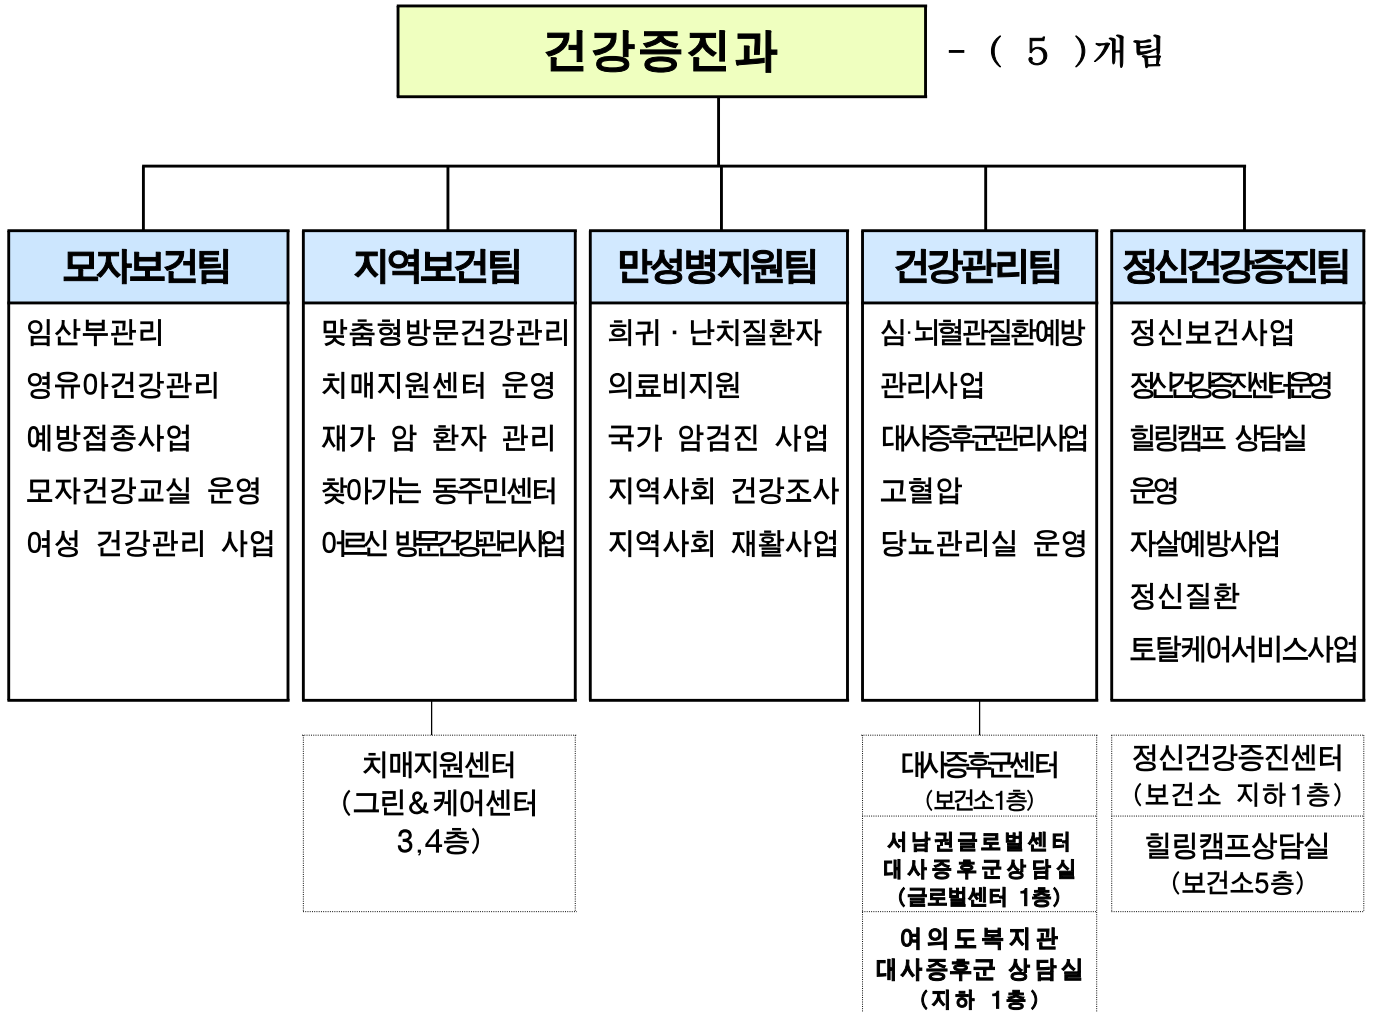 건강증진과
- ( 5 )개팀
모자보건팀
임산부관리
영유아건강관리
예방접종사업
모자건강교실 운영
여성 건강관리 사업
지역보건팀
맞춤형방문건강관리
치매지원센터 운영
재가 암 환자 관리
찾아가는 동주민센터
어르신 방문건강관리사업
만성병지원팀
희귀 · 난치질환자
의료비지원
국가 암검진 사업
지역사회 건강조사
지역사회 재활사업
건강관리팀
심·뇌혈관질환예방
관리사업
대사증후군관리사업
고혈압
당뇨관리실 운영
정신건강증진팀
정신보건사업
정신건강증진센터운영
힐링캠프 상담실
운영
자살예방사업
정신질환
토탈케어서비스사업
치매지원센터
(그린&케어센터
3,4층)
대사증후군센터
(보건소1층)
서남권글로벌센터
대사증후군상담실
(글로벌센터 1층)
여의도복지관
대사증후군 상담실
(지하 1층)
정신건강증진센터
(보건소 지하1층)
힐링캠프상담실
(보건소5층)